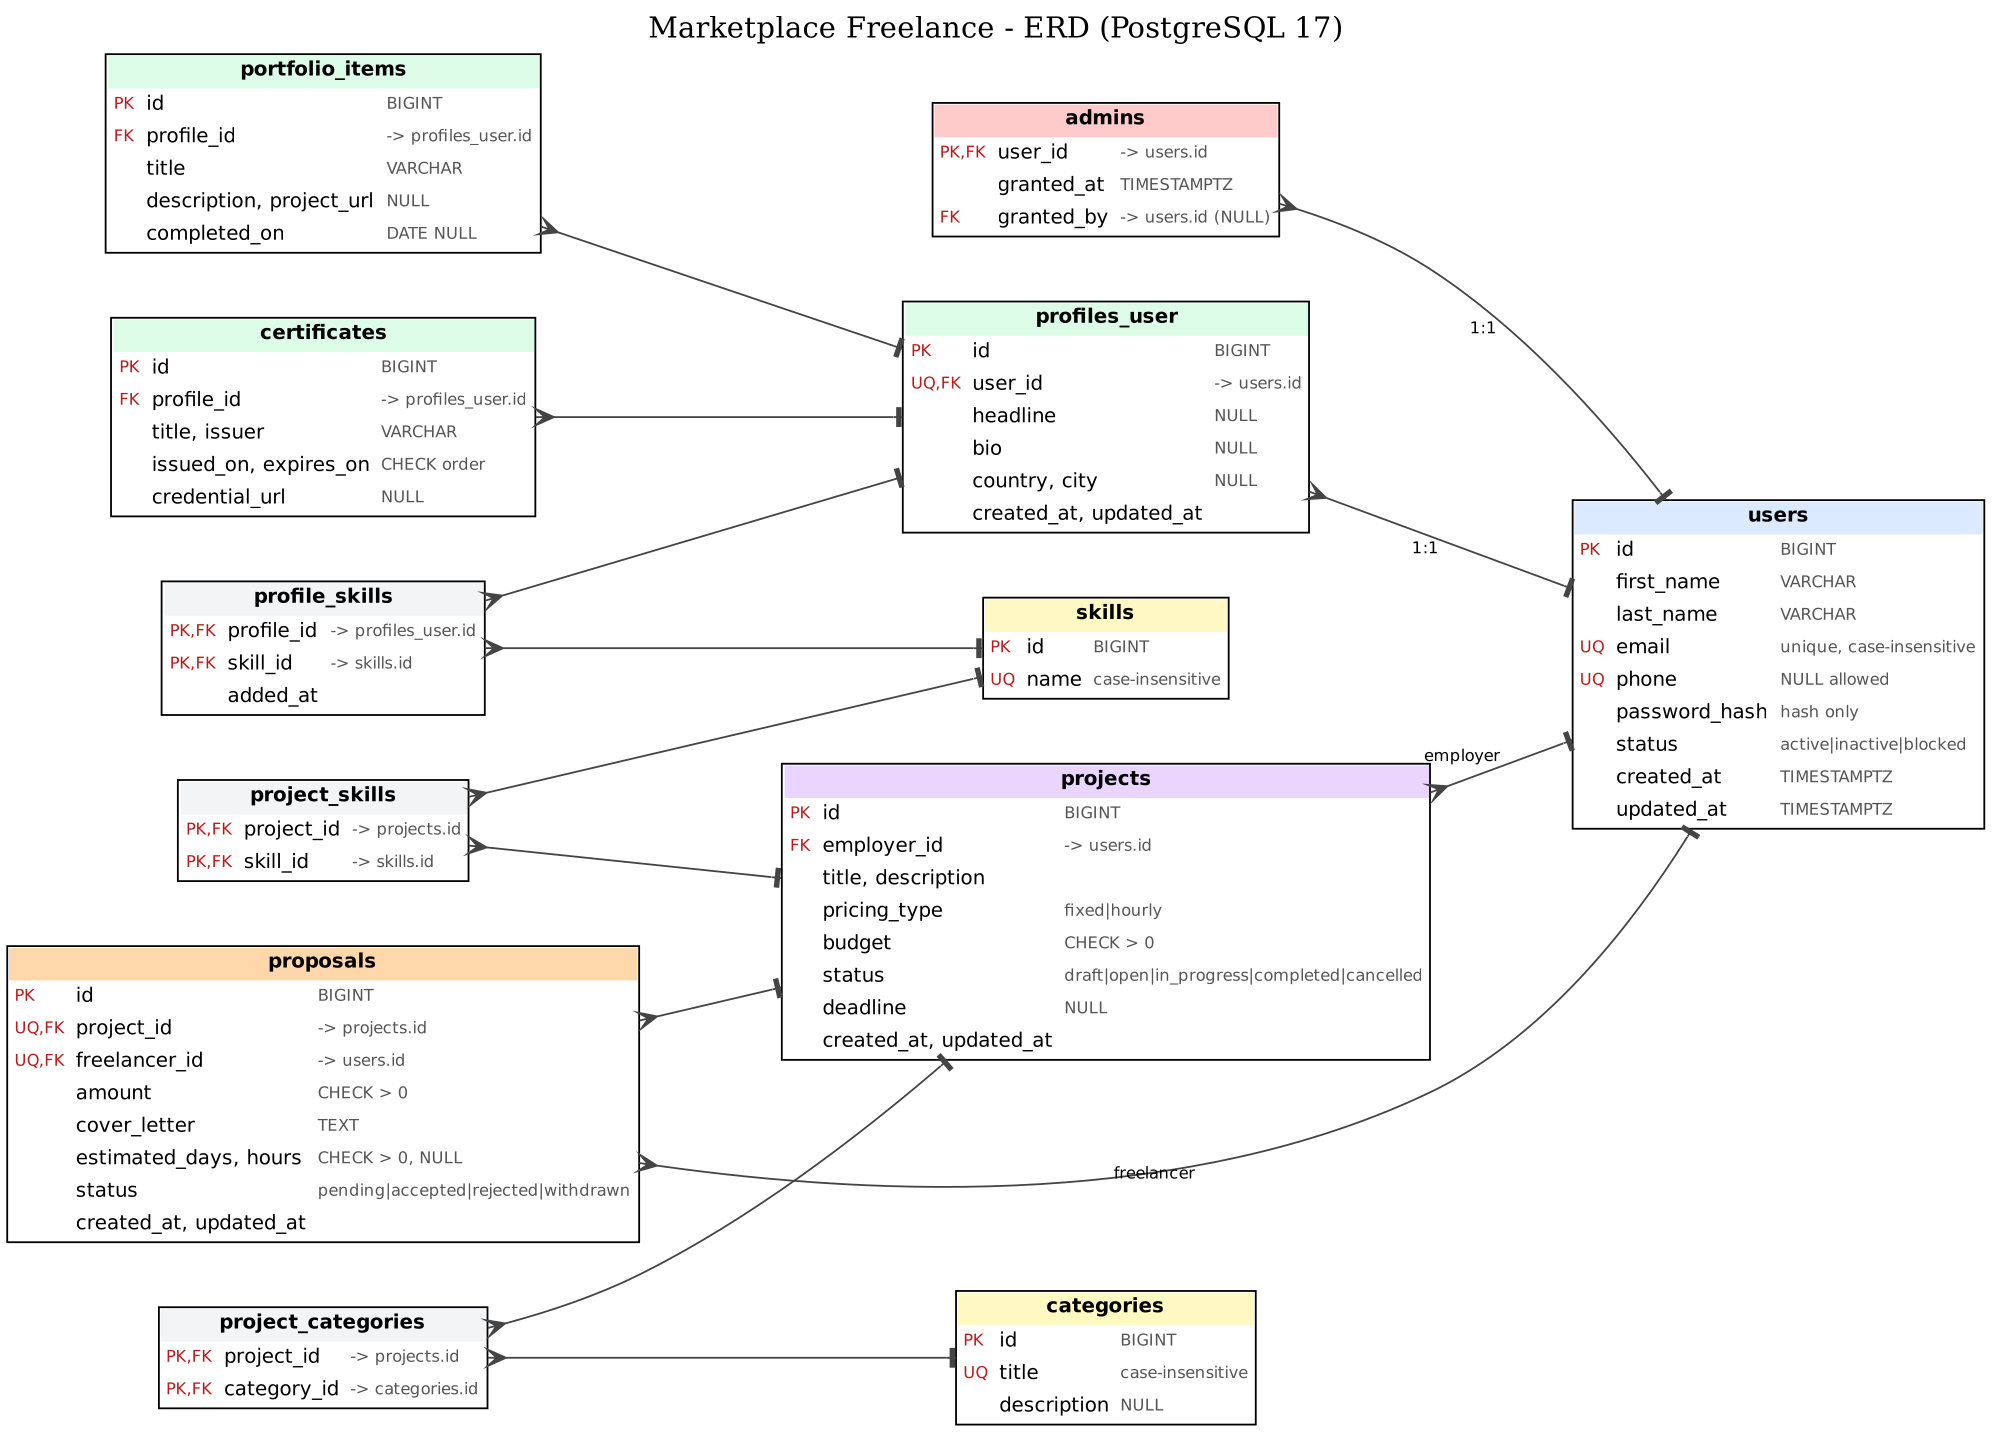 Marketplace Freelance - ERD (PostgreSQL 17)
portfolio_items
PK id BIGINT
FK profile_id -> profiles_user.id
title VARCHAR
description, project_url NULL
completed_on DATE NULL
admins
PK,FK user_id -> users.id
granted_at TIMESTAMPTZ
FK granted_by -> users.id (NULL)
1:1
certificates
PK id BIGINT
FK profile_id -> profiles_user.id
title, issuer VARCHAR
issued_on, expires_on CHECK order
credential_url NULL
profiles_user
PK id BIGINT
UQ,FK user_id -> users.id
headline NULL
bio NULL
country, city NULL
created_at, updated_at
1:1
users
PK id BIGINT
first_name VARCHAR
last_name VARCHAR
UQ email unique, case-insensitive
UQ phone NULL allowed
password_hash hash only
status active|inactive|blocked
created_at TIMESTAMPTZ
updated_at TIMESTAMPTZ
profile_skills
PK,FK profile_id -> profiles_user.id
PK,FK skill_id -> skills.id
added_at
skills
PK id BIGINT
UQ name case-insensitive
project_skills
PK,FK project_id -> projects.id
PK,FK skill_id -> skills.id
employer
projects
PK id BIGINT
FK employer_id -> users.id
title, description
pricing_type fixed|hourly
budget CHECK > 0
status draft|open|in_progress|completed|cancelled
deadline NULL
created_at, updated_at
proposals
PK id BIGINT
UQ,FK project_id -> projects.id
UQ,FK freelancer_id -> users.id
amount CHECK > 0
cover_letter TEXT
estimated_days, hours CHECK > 0, NULL
status pending|accepted|rejected|withdrawn
created_at, updated_at
freelancer
project_categories
PK,FK project_id -> projects.id
PK,FK category_id -> categories.id
categories
PK id BIGINT
UQ title case-insensitive
description NULL